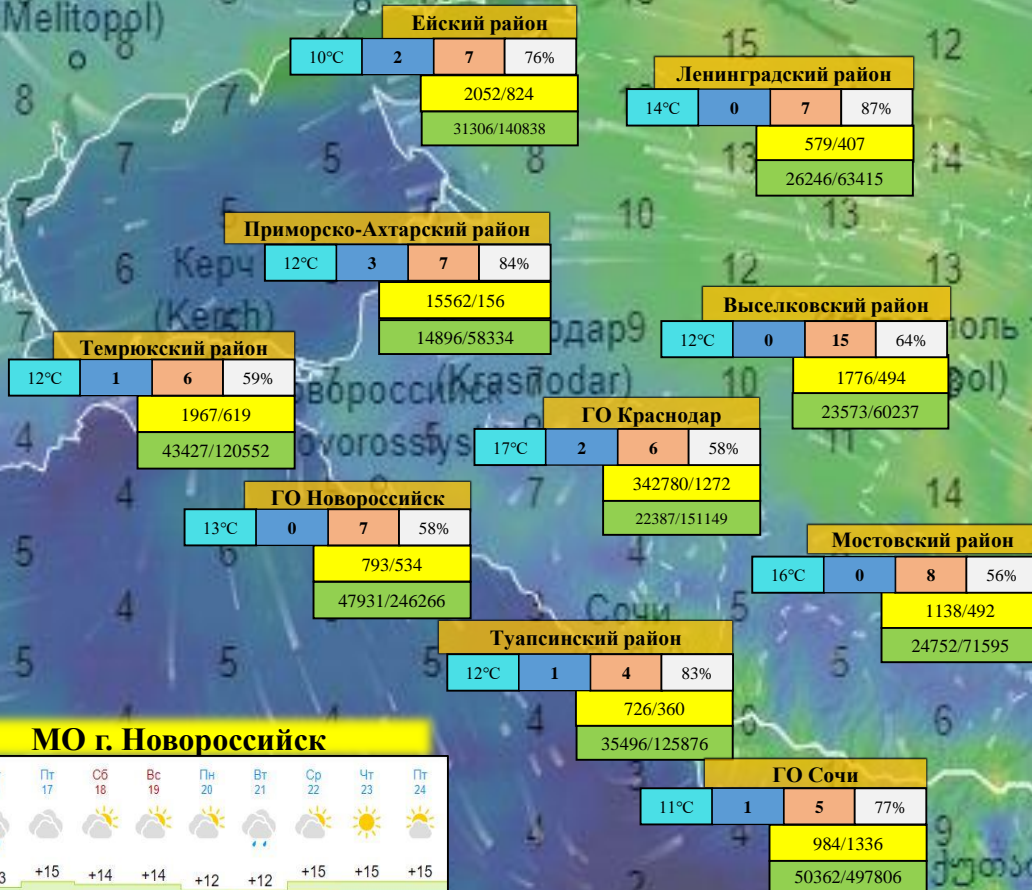 Melitopol)
Ейский район
10°C 2 7 76%
2052/824
31306/140838
Ленинградский район
14°C 0 7 87%
579/407
26246/63415
Приморско-Ахтарский район
12°C 3 7 84%
15562/156
14896/58334
Керч
(Kerch)
Выселковский район
12°C 0 15 64%
1776/494
23573/60237
Темрюкский район
12°C 1 6 59%
1967/619
43427/120552
(Krasnodar)
ГО Краснодар
17°C 2 6 58%
342780/1272
22387/151149
ГО Новороссийск
13°C 0 7 58%
793/534
47931/246266
Мостовский район
16°C 0 8 56%
1138/492
24752/71595
Сочи
Туапсинский район
12°C 1 4 83%
726/360
35496/125876
ГО Сочи
11°C 1 5 77%
984/1336
50362/497806
МО г. Новороссийск
Пт Сб Вс Пн Вт Ср Чт Пт
17 18 19 20 21 22 23 24
+15 +14 +14 +12 +12 +15 +15 +15